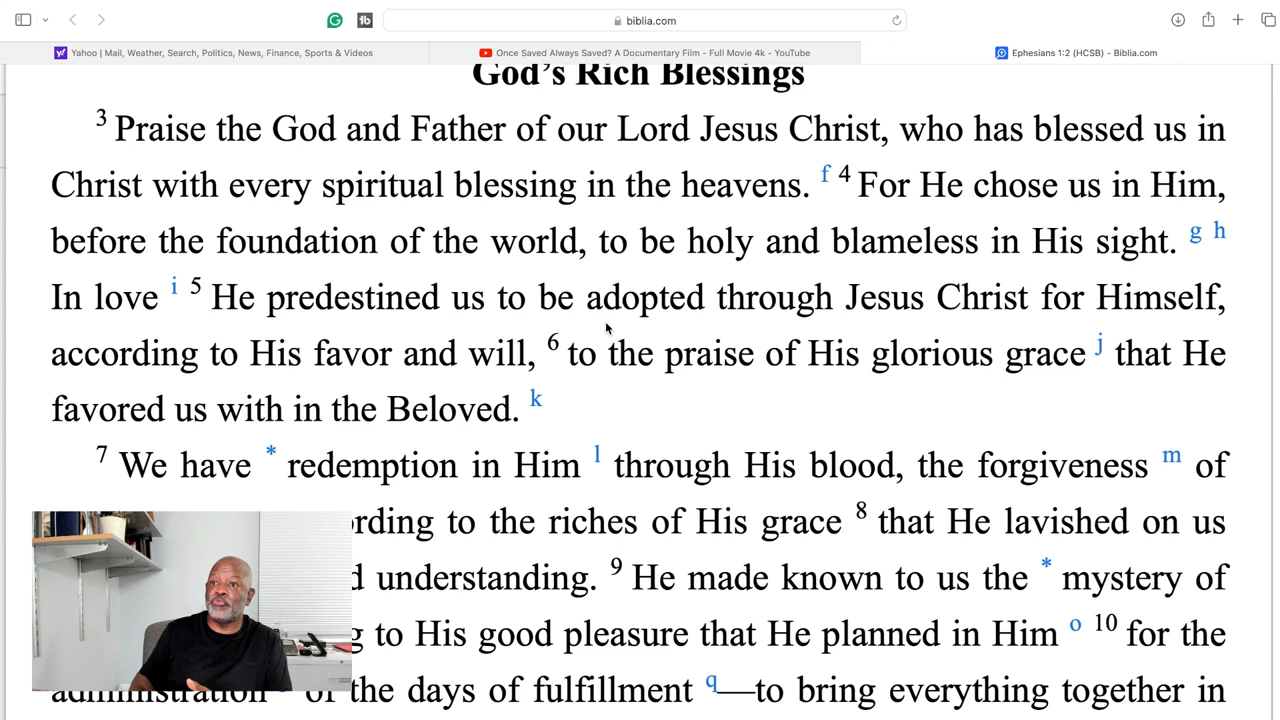 biblia.com
Yahoo | Mail, Weather, Search, Politics, News, Finance, Sports & Videos
Once Saved Always Saved? A Documentary Film - Full Movie 4k - YouTube
Ephesians 1:2 (HCSB) - Biblia.com
God's Rich Blessings
3 Praise the God and Father of our Lord Jesus Christ, who has blessed us in
Christ with every spiritual blessing in the heavens. f 4 For He chose us in Him,
before the foundation of the world, to be holy and blameless in His sight. g h
In love i 5 He predestined us to be adopted through Jesus Christ for Himself,
according to His favor and will, 6 to the praise of His glorious grace j that He
favored us with in the Beloved. k
7 We have * redemption in Him l through His blood, the forgiveness m of
to the riches of His grace 8 that He lavished on us
understanding. 9 He made known to us the * mystery of
to His good pleasure that He planned in Him o 10 for the
administration of the days of fulfillment q—to bring everything together in